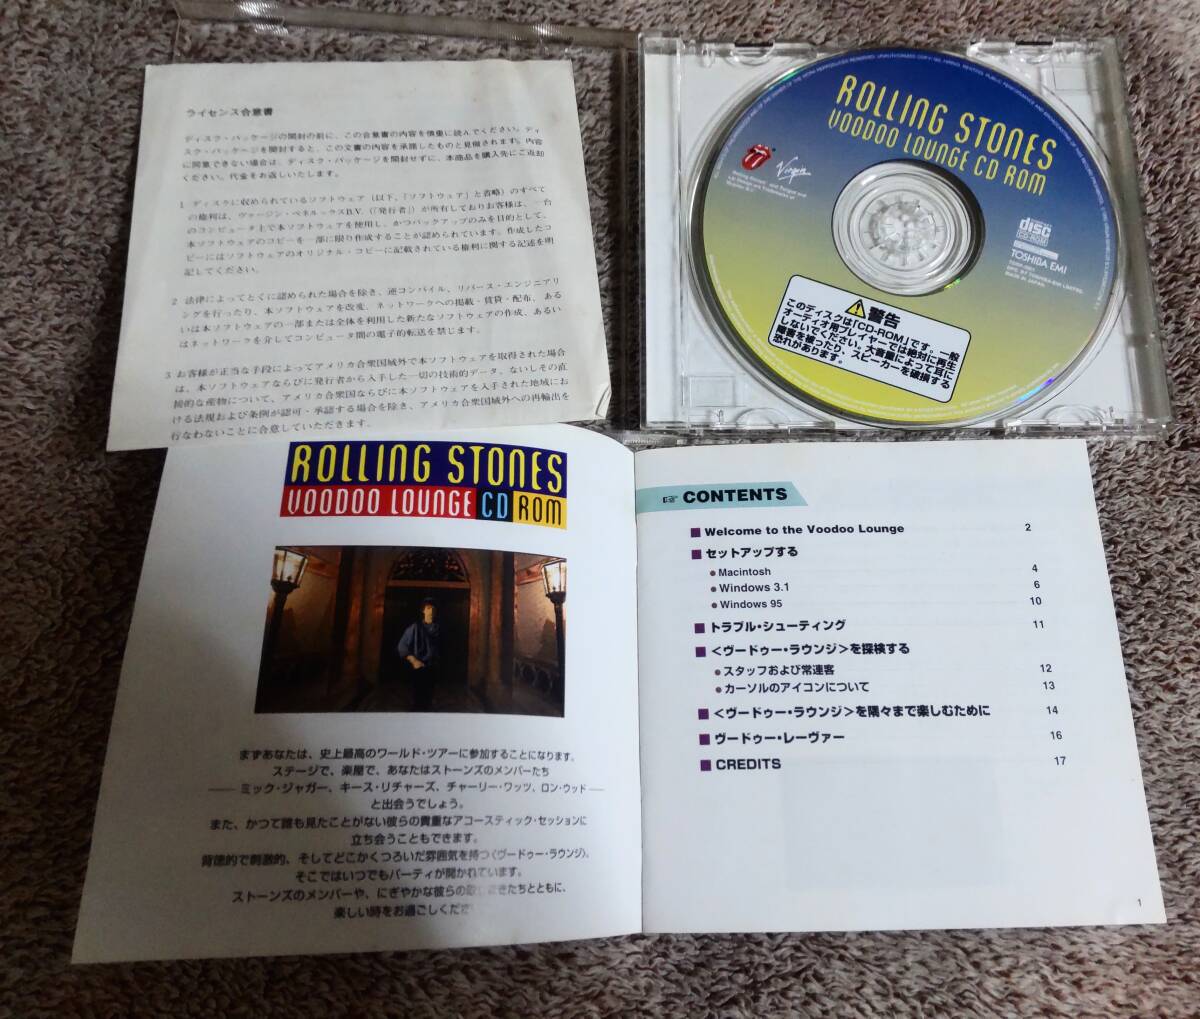 ライセンス合意書
ディスク・パッケージの開封の前に、この合意書の内容を慎重に読んでください。ディ
スク・パッケージを開封すると、この文書の内容を承諾したものと見做されます。内容
に同意できない場合は、ディスク・パッケージを開封せずに、本商品を購入先にご返却
ください。代金をお返しいたします。
1 ディスクに収められているソフトウェア（以下、「ソフトウェア」と省略）のすべて
の権利は、ヴァージン・ベネルックスB.V.（「発行者」）が所有しておりお客様は、一台
のコンピュータ上で本ソフトウェアを使用し、かつバックアップのみを目的として、
本ソフトウェアのコピーを一部に限り作成することが認められています。作成したコ
ピーにはソフトウェアのオリジナル・コピーに記載されている権利に関する記述を明
記してください。
2 法律によってとくに認められた場合を除き、逆コンパイル、リバース・エンジニアリ
ングを行ったり、本ソフトウェアを改変、ネットワークへの掲載・賃貸・配布、ある
いは本ソフトウェアの一部または全体を利用した新たなソフトウェアの作成、あるい
はネットワークを介してコンピュータ間の電子的転送を禁じます。
3 お客様が正当な手段によってアメリカ合衆国域外で本ソフトウェアを取得された場合
は、本ソフトウェアならびに発行者から入手した一切の技術的データ、ないしその直
接的な産物について、アメリカ合衆国ならびに本ソフトウェアを入手された地域にお
ける法規および条例が認可・承認する場合を除き、アメリカ合衆国域外への再輸出を
行なわないことに合意していただきます。
ROLLING STONES
VOODOO LOUNGE CD ROM
Virgin
disc
CD-ROM
TOSHIBA EMI
MADE IN JAPAN
警告
このディスクは「CD-ROM」です。一般
オーディオ用プレイヤーでは絶対に再生
しないでください。大音量によって耳に
障害を被ったり、スピーカーを破損する
恐れがあります。
ROLLING STONES
VOODOO LOUNGE CD ROM
まずあなたは、史上最高のワールド・ツアーに参加することになります。
ステージで、楽屋で、あなたはストーンズのメンバーたち
——ミック・ジャガー、キース・リチャーズ、チャーリー・ワッツ、ロン・ウッド——
と出会うでしょう。
また、かつて誰も見たことがない彼らの貴重なアコースティック・セッションに
立ち会うこともできます。
背徳的で刺激的、そしてどこかくつろいだ雰囲気を持つ〈ヴードゥー・ラウンジ〉。
そこではいつでもパーティが開かれています。
ストーンズのメンバーや、にぎやかな彼らの きたちとともに、
楽しい時をお過ごしくださ
☞ CONTENTS
■ Welcome to the Voodoo Lounge 2
■ セットアップする
● Macintosh 4
● Windows 3.1 6
● Windows 95 10
■ トラブル・シューティング 11
■ <ヴードゥー・ラウンジ>を探検する
● スタッフおよび常連客 12
● カーソルのアイコンについて 13
■ <ヴードゥー・ラウンジ>を隅々まで楽しむために 14
■ ヴードゥー・レーヴァー 16
■ CREDITS 17
1